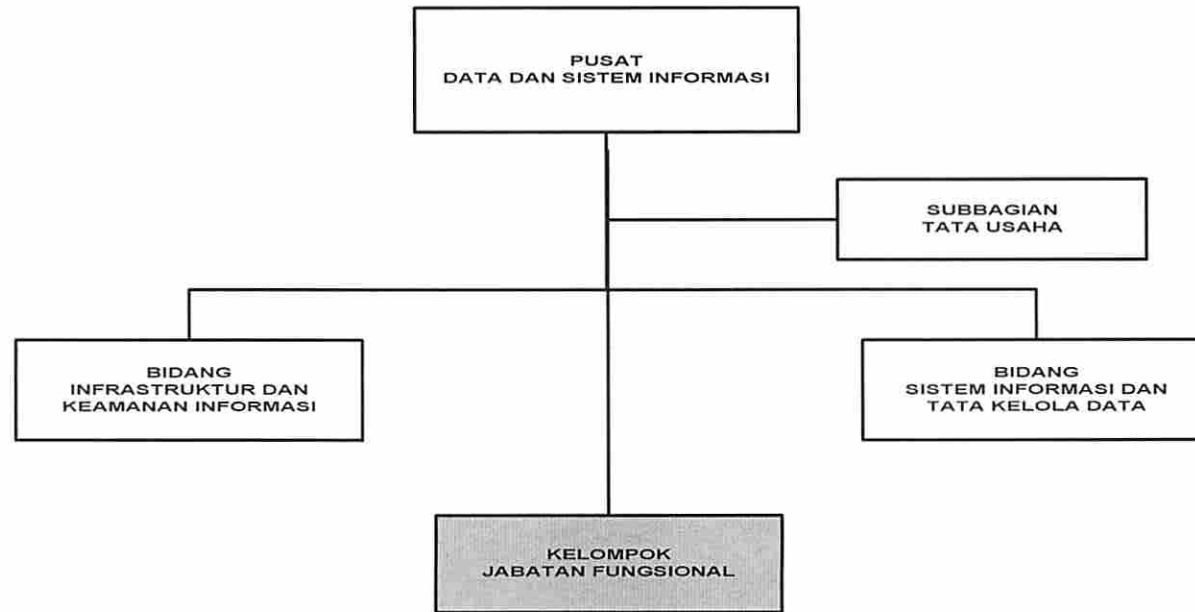 PUSAT
DATA DAN SISTEM INFORMASI
SUBBAGIAN
TATA USAHA
BIDANG
INFRASTRUKTUR DAN
KEAMANAN INFORMASI
BIDANG
SISTEM INFORMASI DAN
TATA KELOLA DATA
KELOMPOK
JABATAN FUNGSIONAL